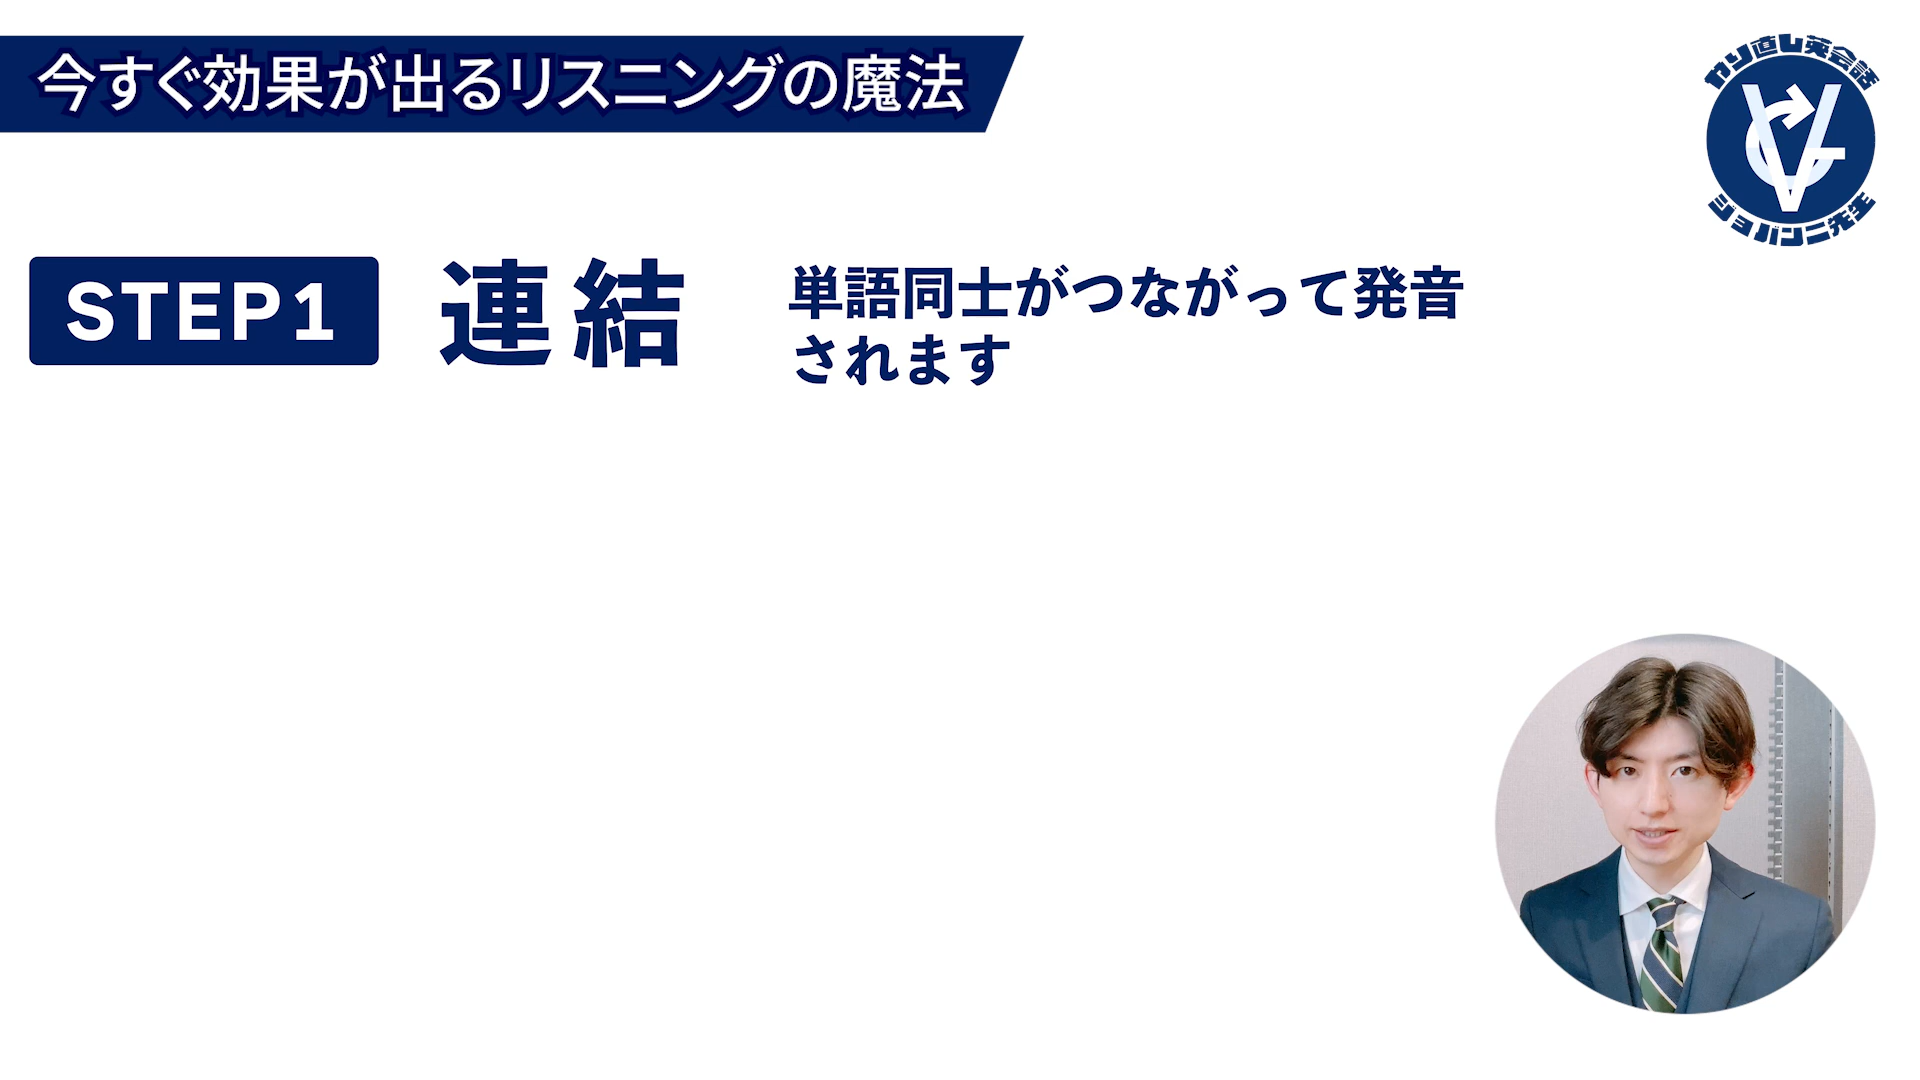 今すぐ効果が出るリスニングの魔法
やり直し英会話
ジョバンニ先生
STEP1
連結
単語同士がつながって発音
されます